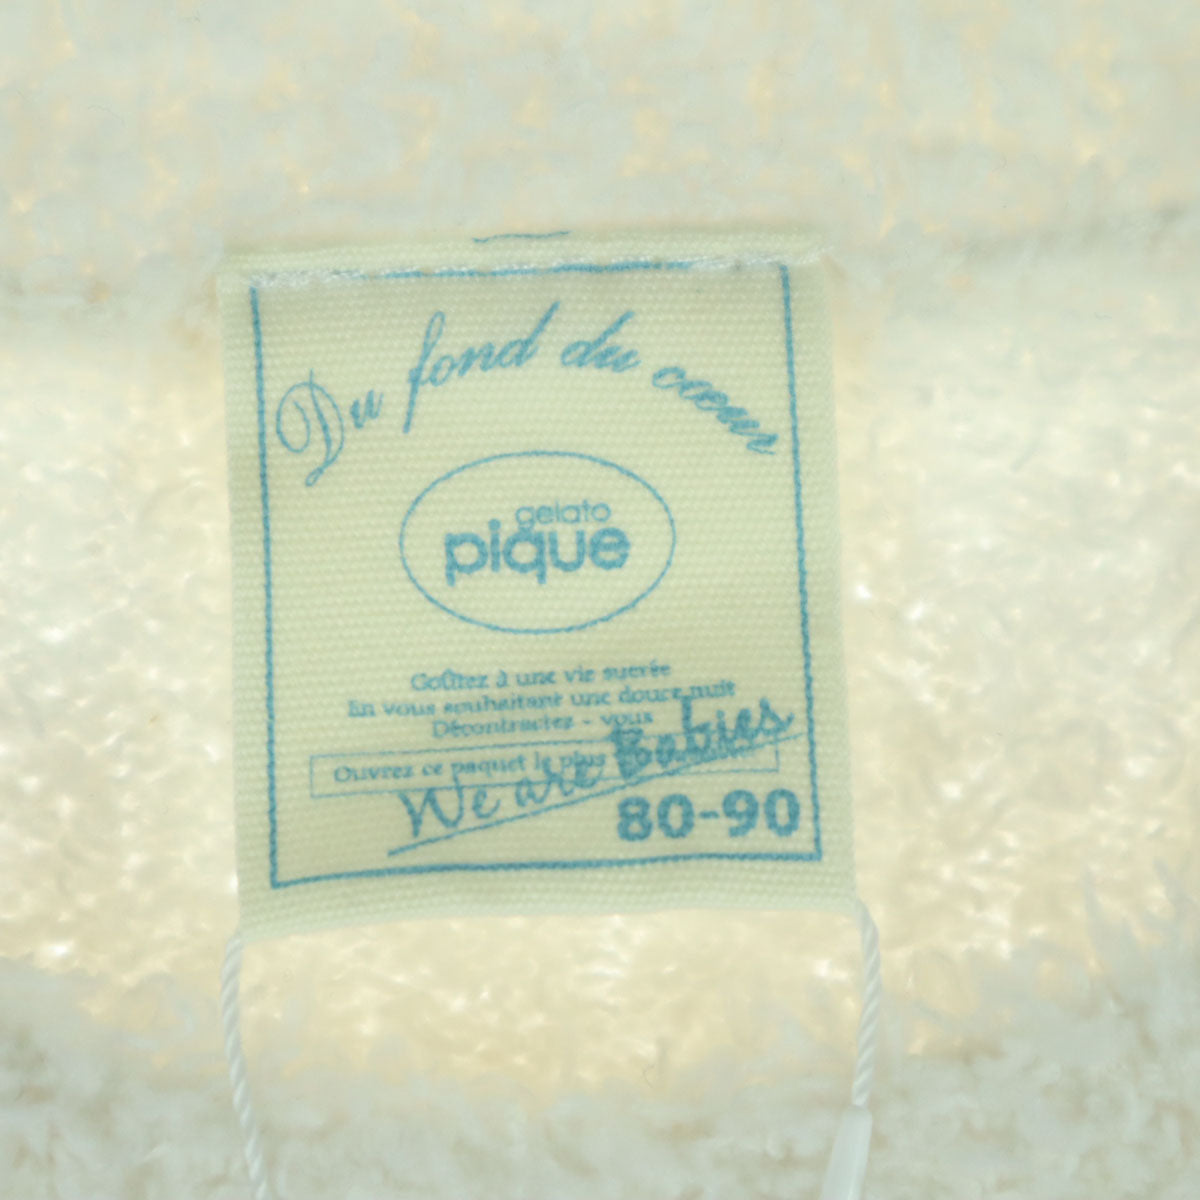 Du fond du cœur
gelato
pique
Goûtez à une vie sucrée
En vous souhaitant une douce nuit
Décontractez - vous
Ouvrez ce paquet le plus
We are Babies
80-90